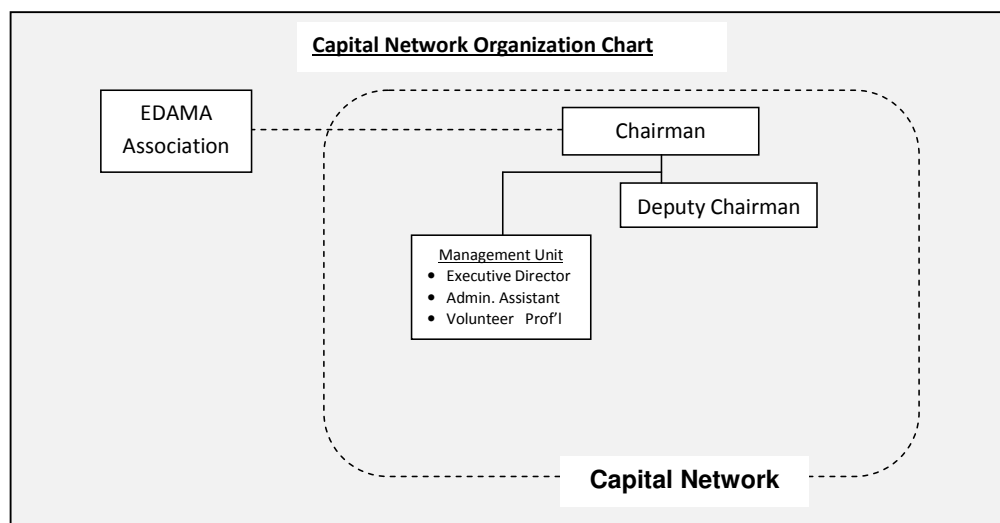 Capital Network Organization Chart
EDAMA
Association
Chairman
Deputy Chairman
Management Unit
• Executive Director
• Admin. Assistant
• Volunteer Prof’l
Capital Network